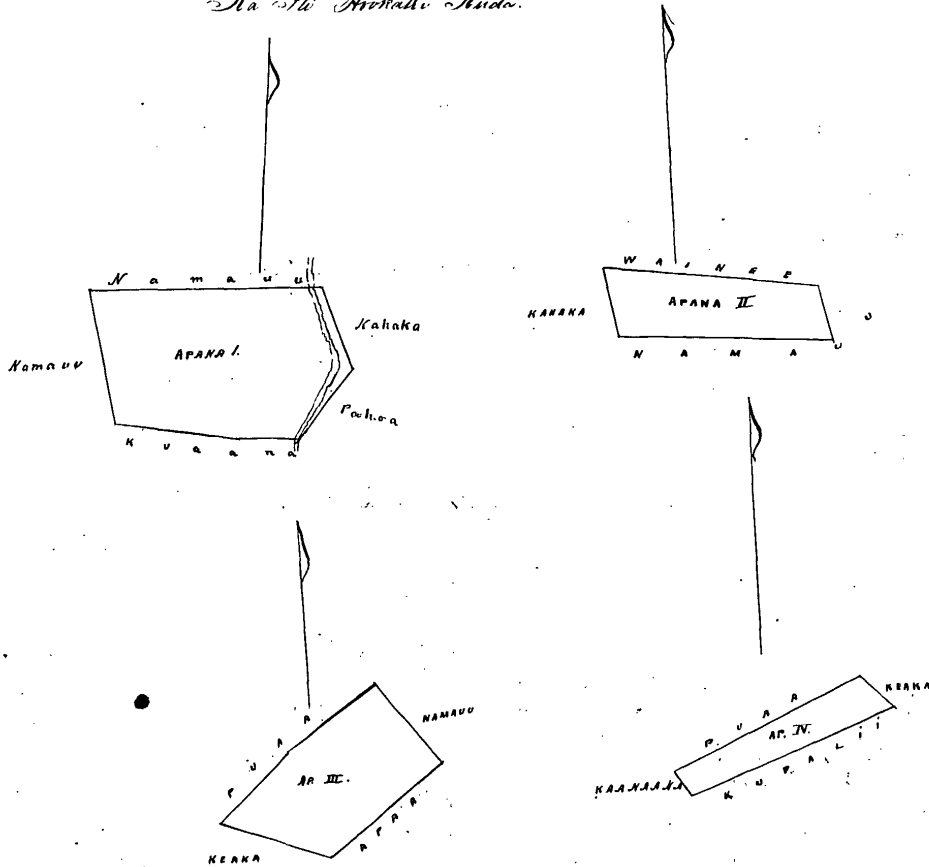 Namauu
Kahaka
Namauu
APANA I.
Pahoa
Kuaana
WAINEE
KAHAKA
APANA II
NAMAUU
PUAA
NAMAUU
AP. III.
APAA
KEAKA
PUAA
KEAKA
AP. IV.
KAANAANA
KUPALII